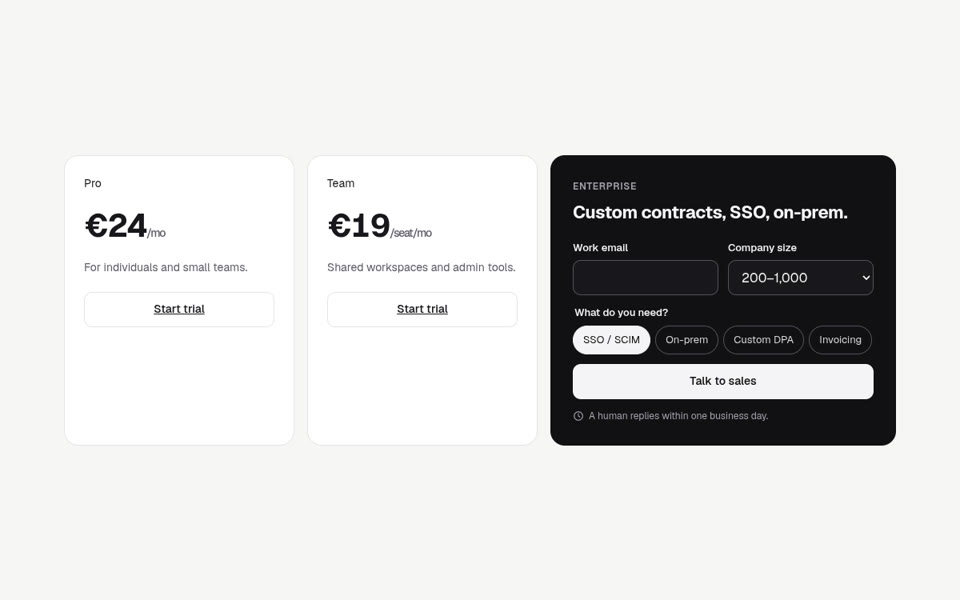 Pro
€24/mo
For individuals and small teams.
Start trial
Team
€19/seat/mo
Shared workspaces and admin tools.
Start trial
ENTERPRISE
Custom contracts, SSO, on-prem.
Work email
Company size
200–1,000
What do you need?
SSO / SCIM
On-prem
Custom DPA
Invoicing
Talk to sales
A human replies within one business day.